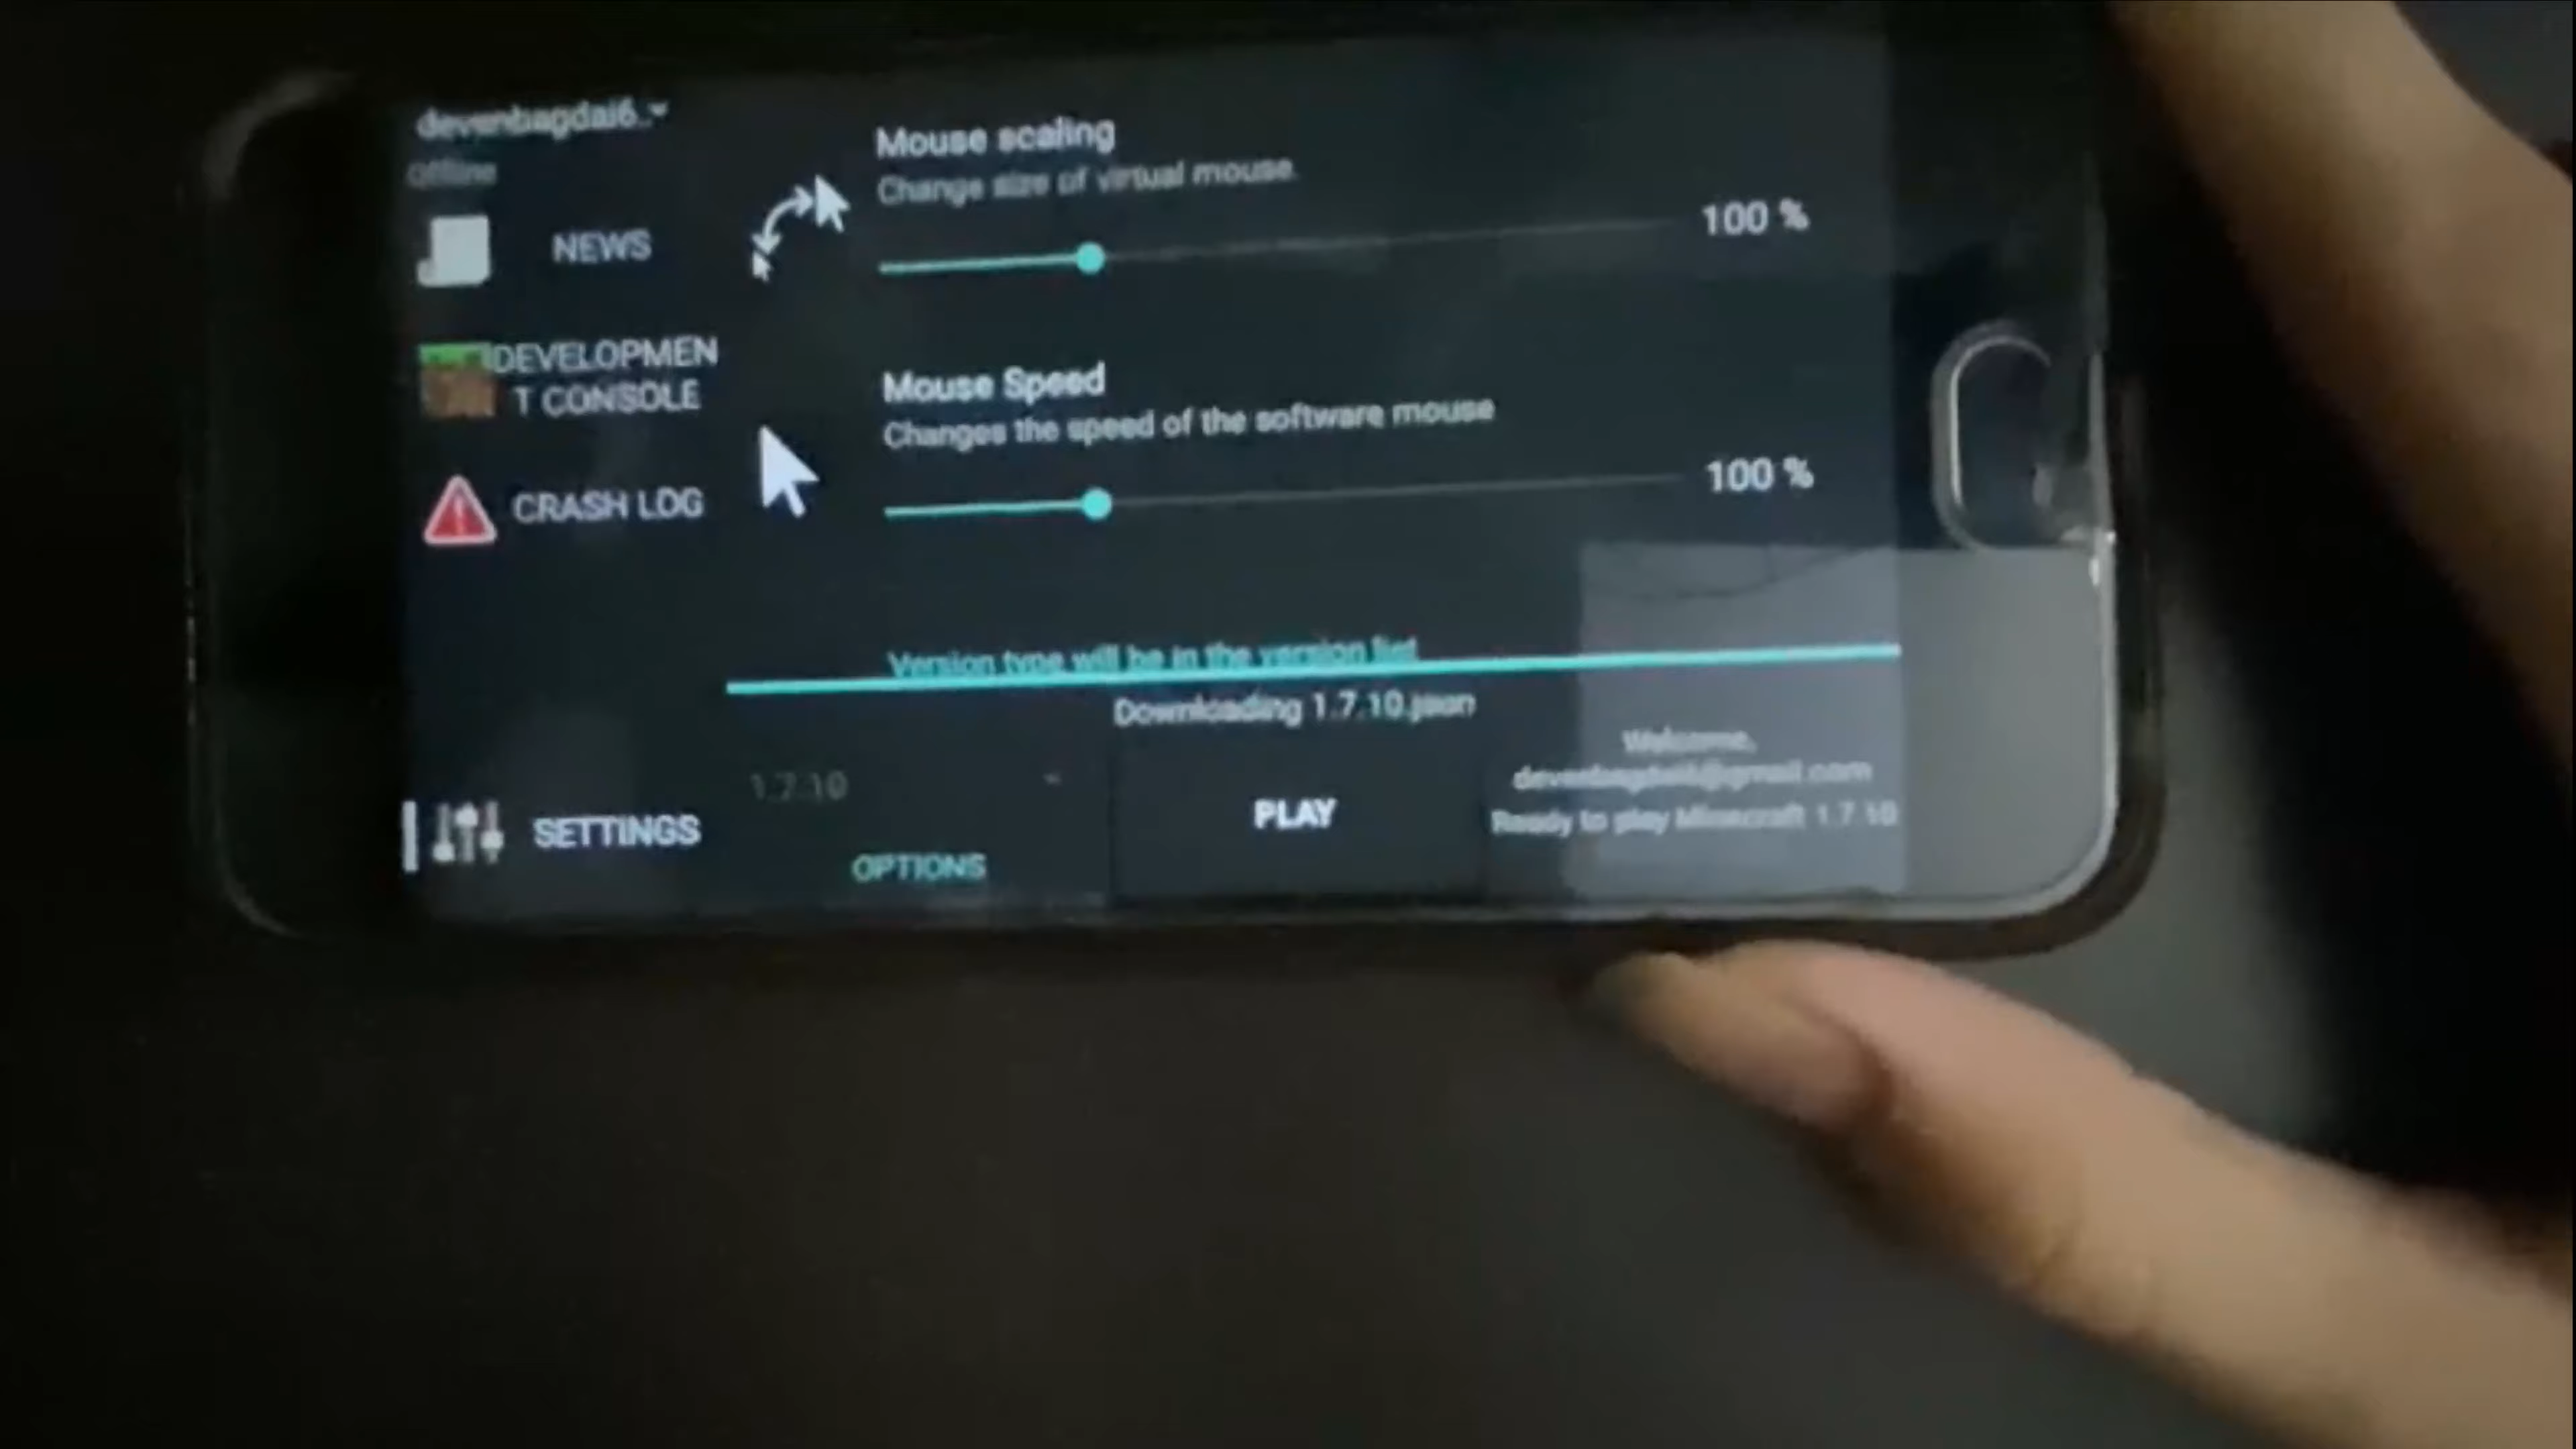 devenbagdai6..
Offline
NEWS
DEVELOPMEN
T CONSOLE
CRASH LOG
SETTINGS
Mouse scaling
Change size of virtual mouse.
100 %
Mouse Speed
Changes the speed of the software mouse
100 %
Version type will be in the version list
Downloading 1.7.10.json
1.7.10
OPTIONS
PLAY
Welcome,
Ready to play Minecraft 1.7.10